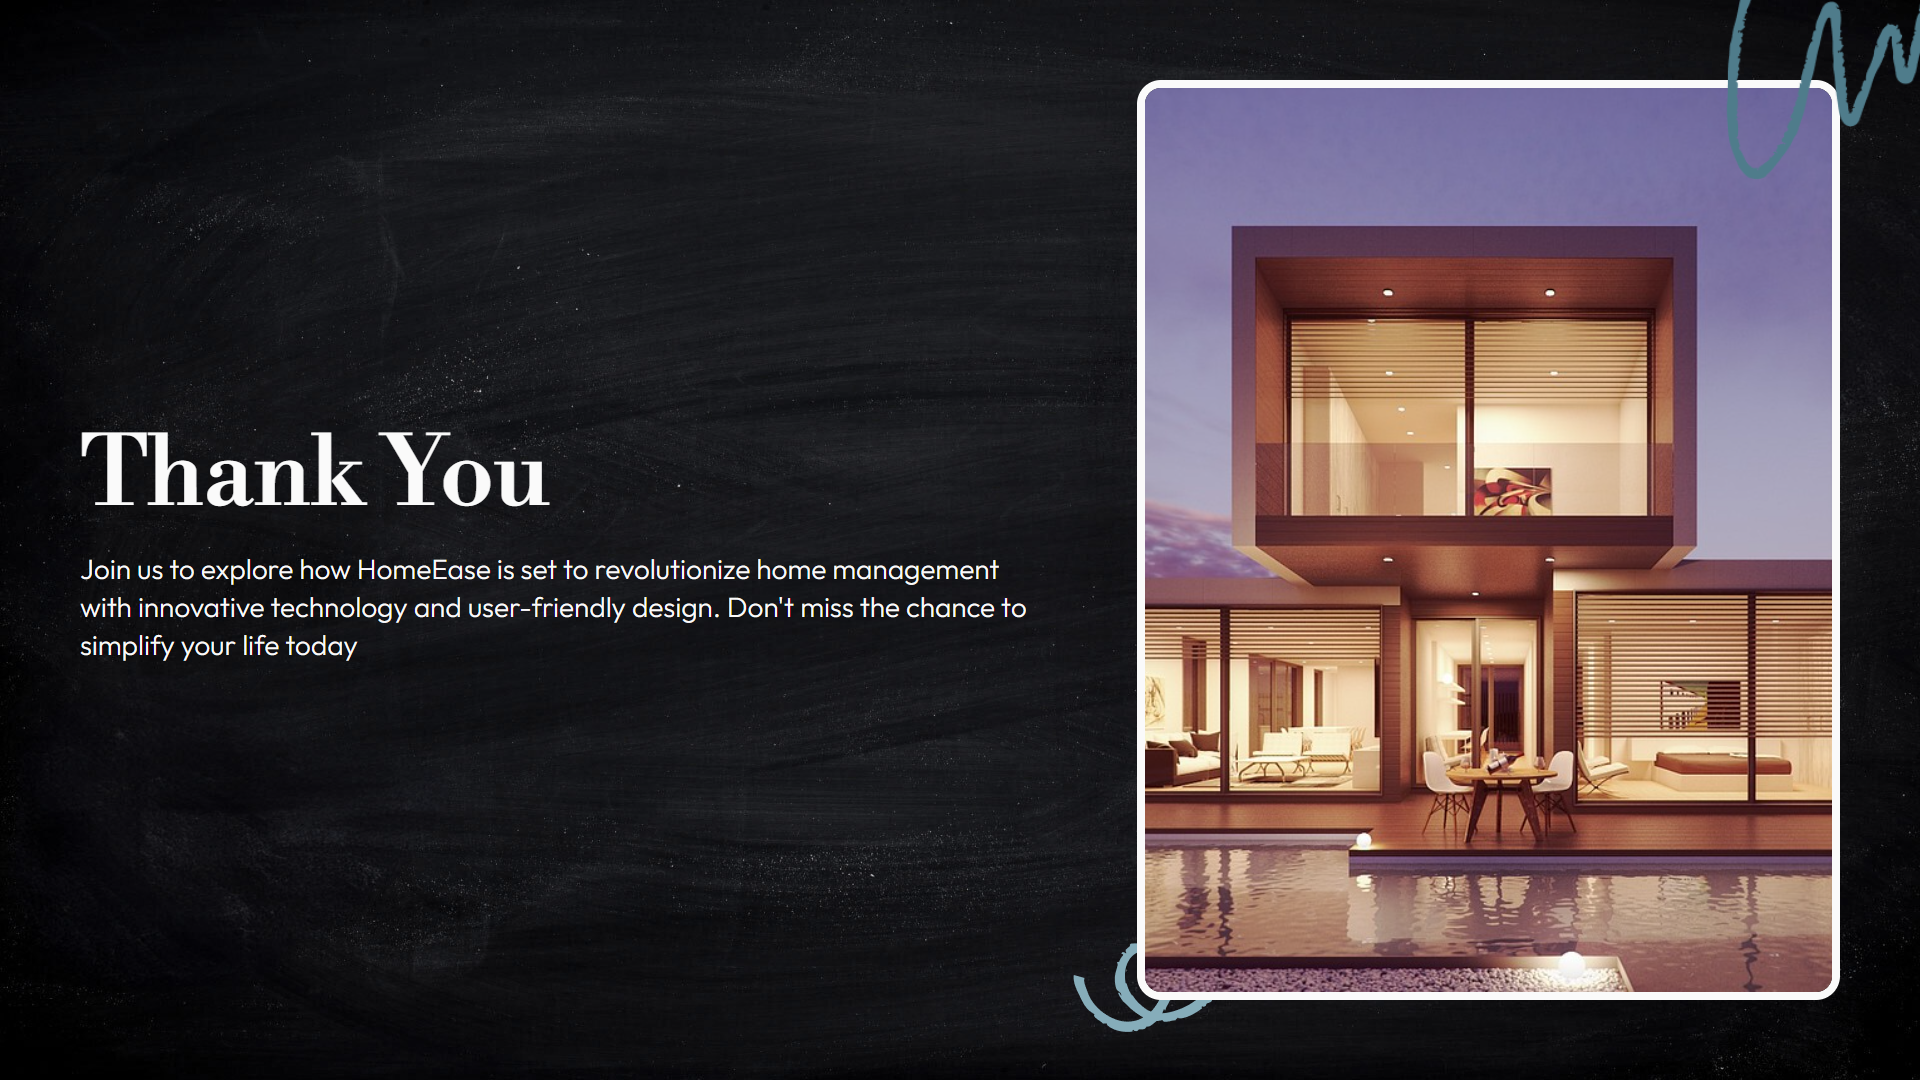 Thank You
Join us to explore how HomeEase is set to revolutionize home management
with innovative technology and user-friendly design. Don't miss the chance to
simplify your life today